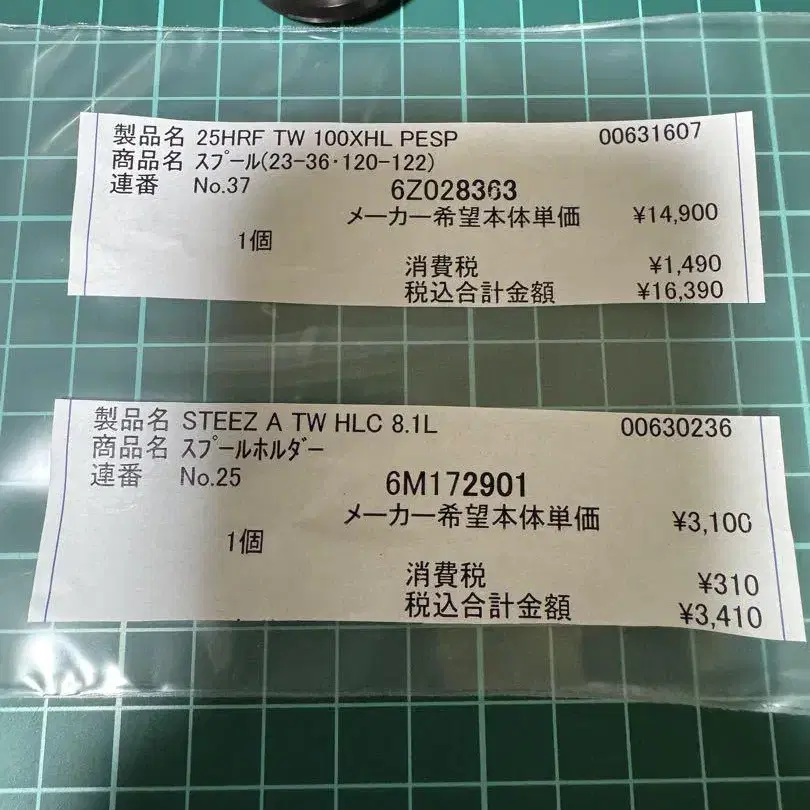 製品名 25HRF TW 100XHL PESP 00631607
商品名 スプール(23-36・120-122)
連番 No.37 6Z028363
メーカー希望本体単価 ¥14,900
1個
消費税 ¥1,490
税込合計金額 ¥16,390
製品名 STEEZ A TW HLC 8.1L 00630236
商品名 スプールホルダー
連番 No.25 6M172901
メーカー希望本体単価 ¥3,100
1個
消費税 ¥310
税込合計金額 ¥3,410